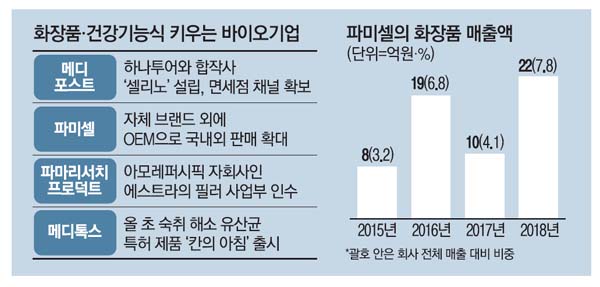 화장품·건강기능식 키우는 바이오기업
메디
포스트
하나투어와 합작사
‘셀리노’ 설립, 면세점 채널 확보
파미셀
자체 브랜드 외에
OEM으로 국내외 판매 확대
파마리서치
프로덕트
아모레퍼시픽 자회사인
에스트라의 필러 사업부 인수
메디톡스
올 초 숙취 해소 유산균
특허 제품 ‘칸의 아침’ 출시
파미셀의 화장품 매출액
(단위=억원·%)
8(3.2)
19(6.8)
10(4.1)
22(7.8)
2015년 2016년 2017년 2018년
*괄호 안은 회사 전체 매출 대비 비중